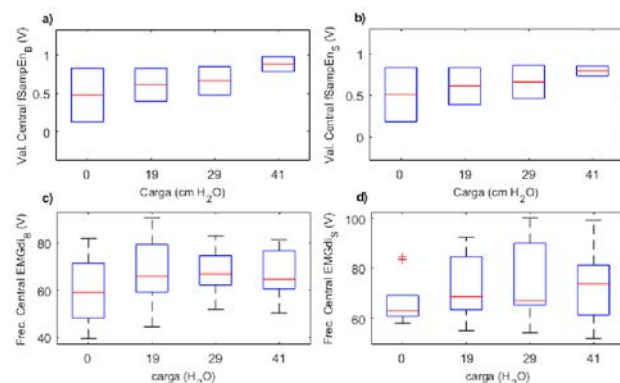 a)
Val. Central fSampEn_B (V)
1
0.5
0
0 19 29 41
Carga (cm H_2O)
b)
Val. Central fSampEn_S (V)
1
0.5
0
0 19 29 41
Carga (cm H_2O)
c)
Frec. Central EMGdi_B (V)
80
60
40
0 19 29 41
carga (H_2O)
d)
Frec. Central EMGdi_S (V)
100
80
60
0 19 29 41
carga (H_2O)